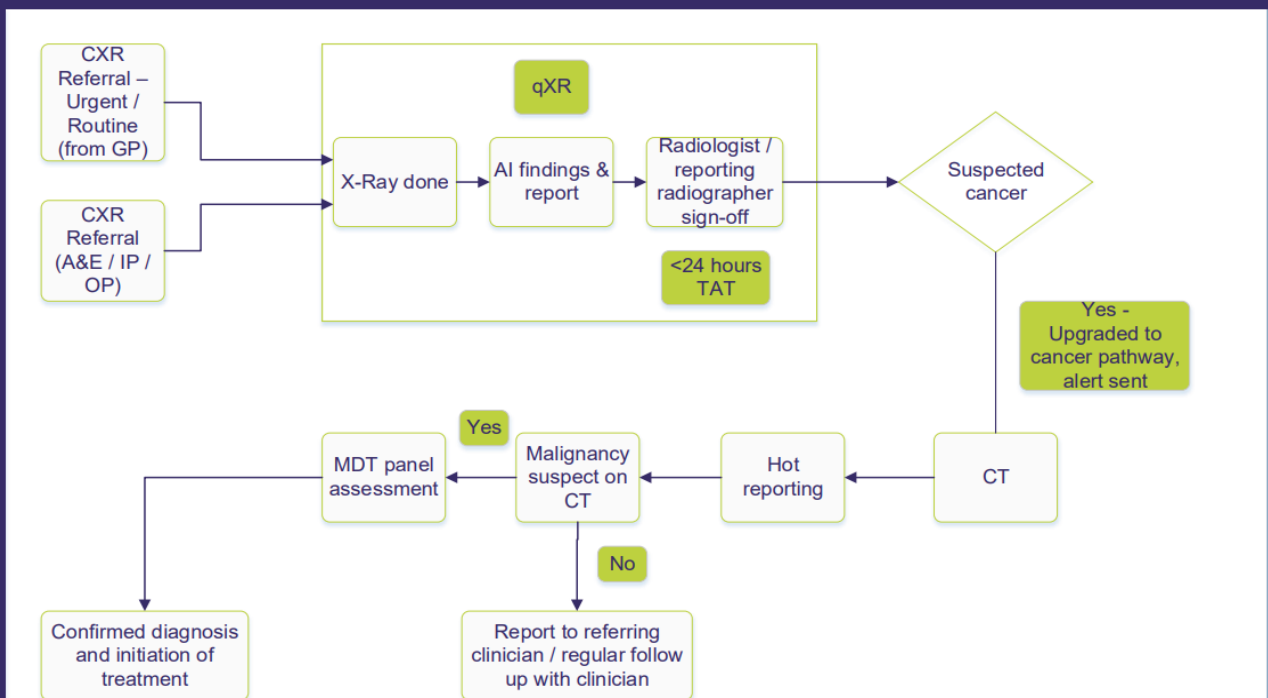 CXR
Referral –
Urgent /
Routine
(from GP)
CXR
Referral
(A&E / IP /
OP)
qXR
X-Ray done
AI findings &
report
Radiologist /
reporting
radiographer
sign-off
<24 hours
TAT
Suspected
cancer
Yes -
Upgraded to
cancer pathway,
alert sent
CT
Hot
reporting
Malignancy
suspect on
CT
Yes
No
MDT panel
assessment
Confirmed diagnosis
and initiation of
treatment
Report to referring
clinician / regular follow
up with clinician